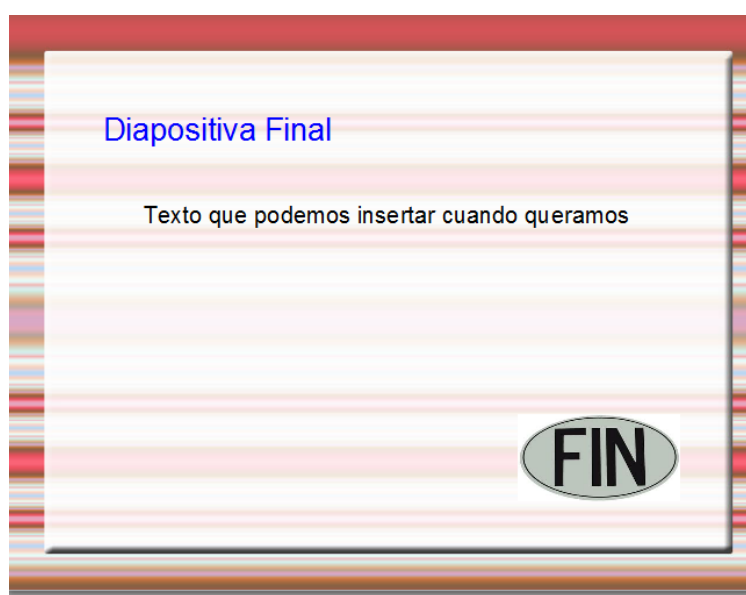 Diapositiva Final
Texto que podemos insertar cuando queramos
FIN